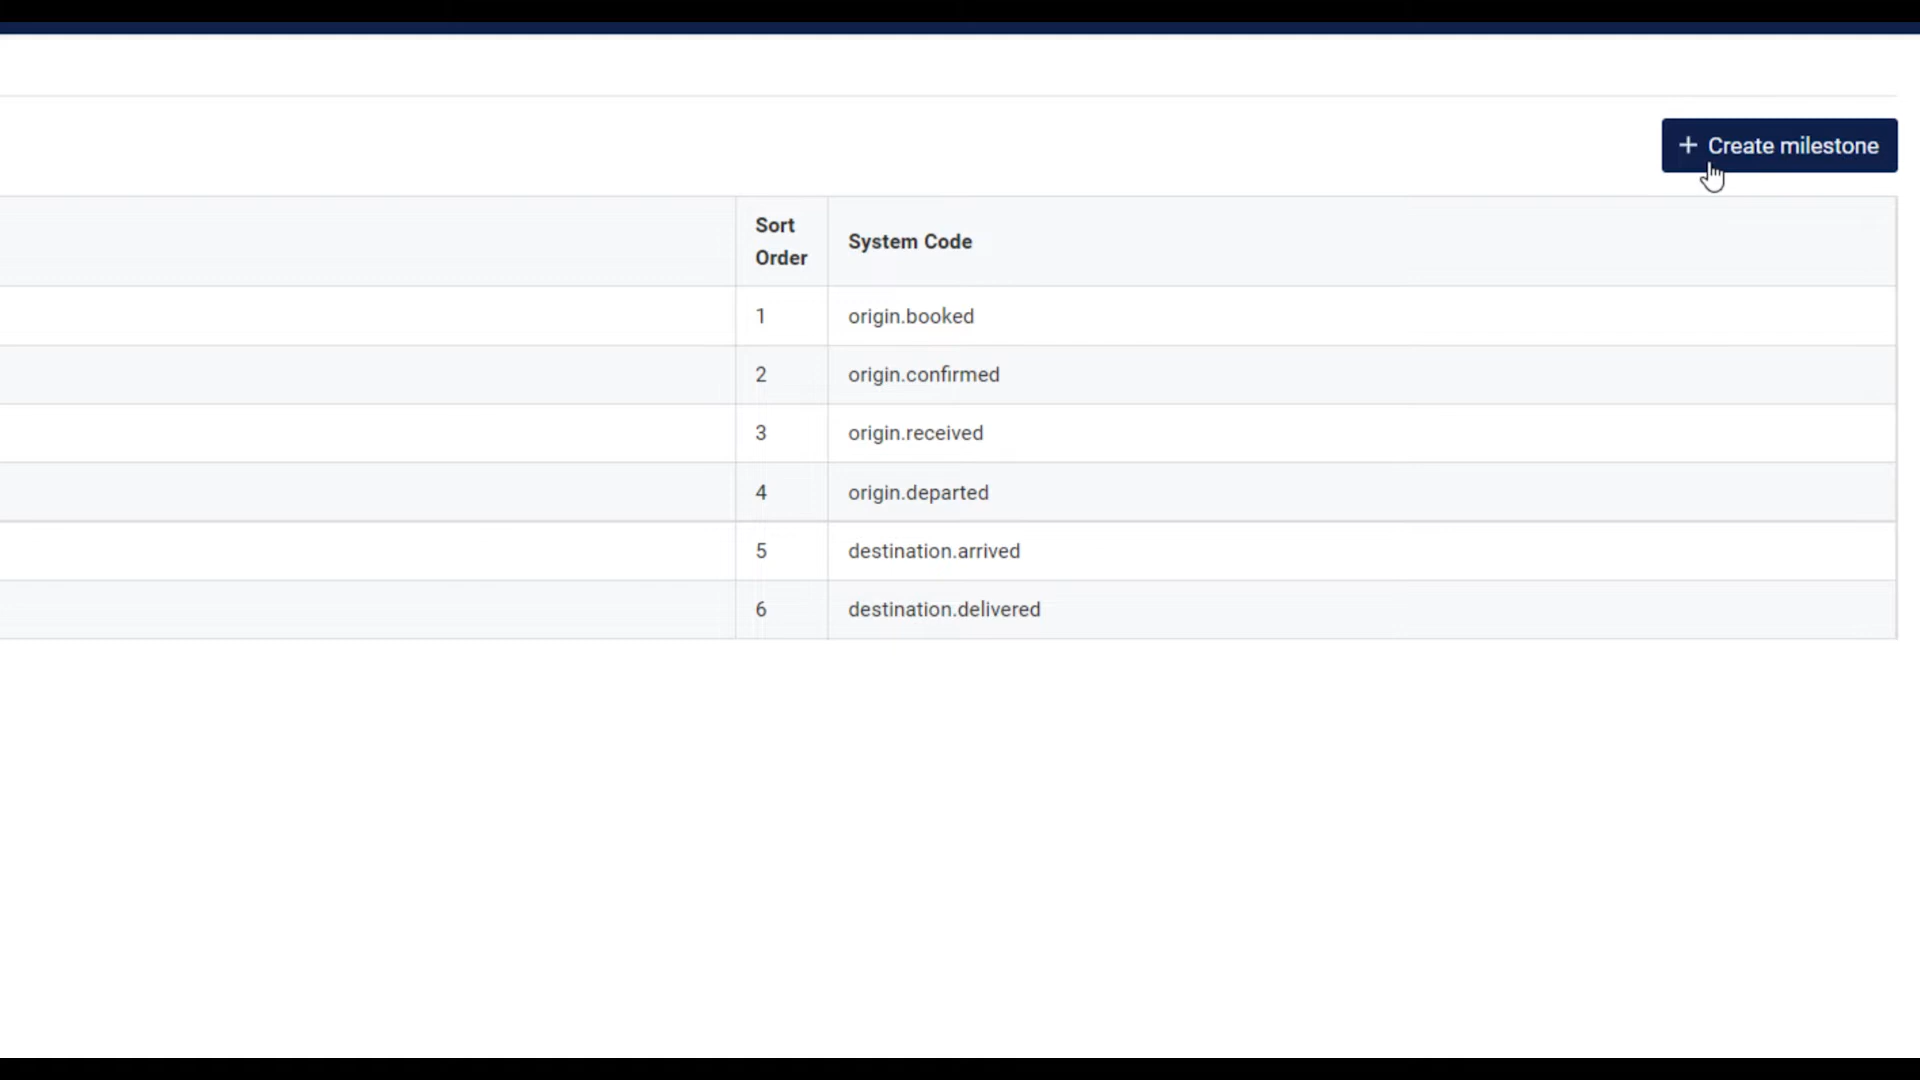 + Create milestone
Sort
Order
System Code
1 origin.booked
2 origin.confirmed
3 origin.received
4 origin.departed
5 destination.arrived
6 destination.delivered